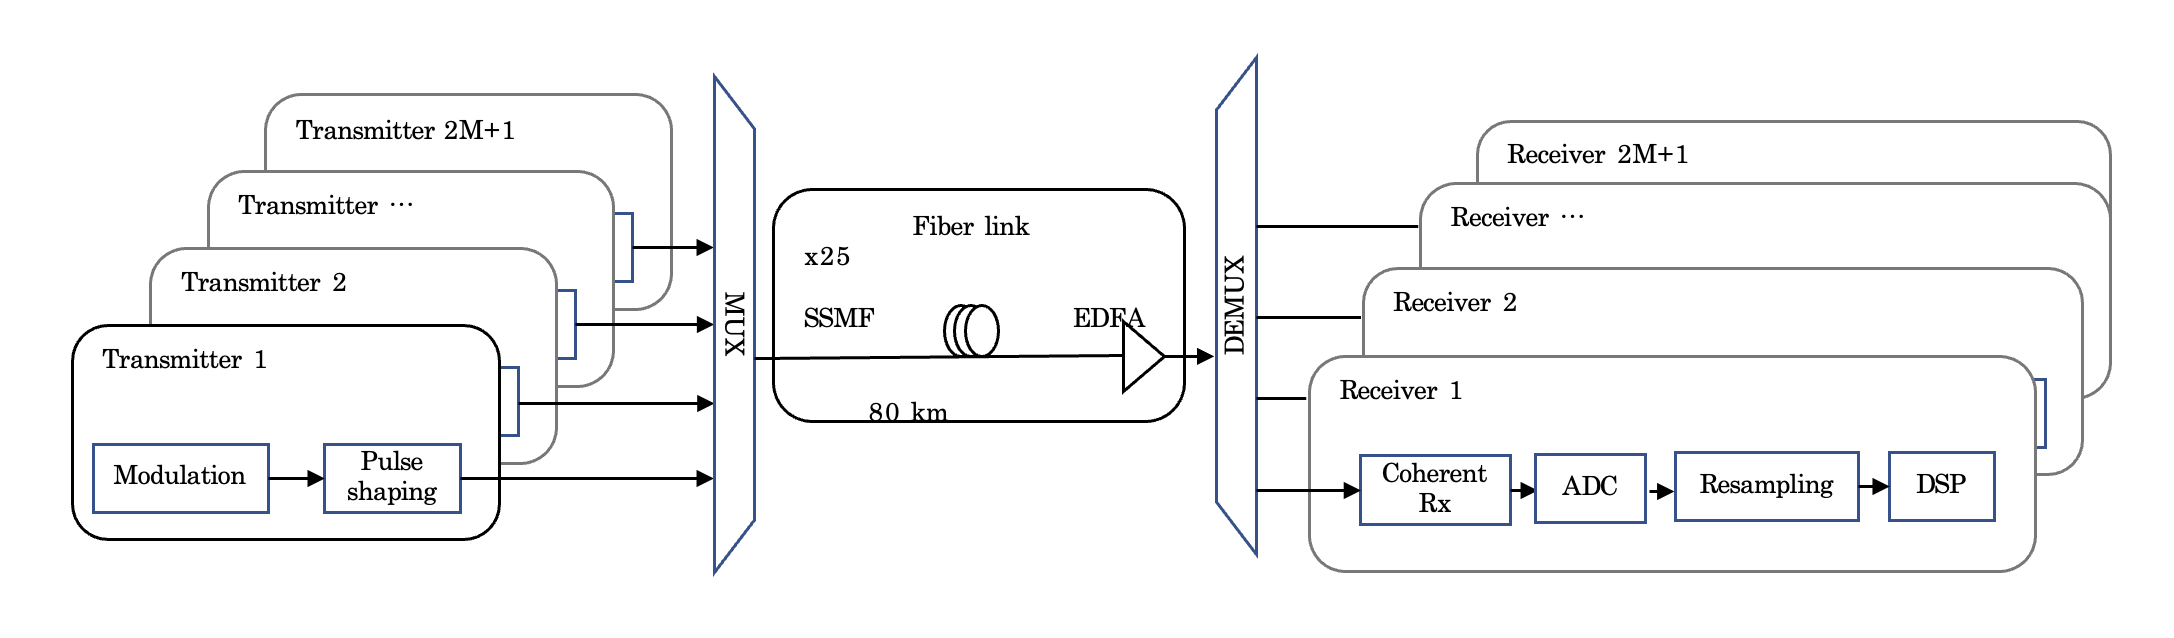 Transmitter 2M+1
Transmitter ···
Transmitter 2
Transmitter 1
Modulation
Pulse
shaping
MUX
Fiber link
x25
SSMF
EDFA
80 km
DEMUX
Receiver 2M+1
Receiver ···
Receiver 2
Receiver 1
Coherent
Rx
ADC
Resampling
DSP